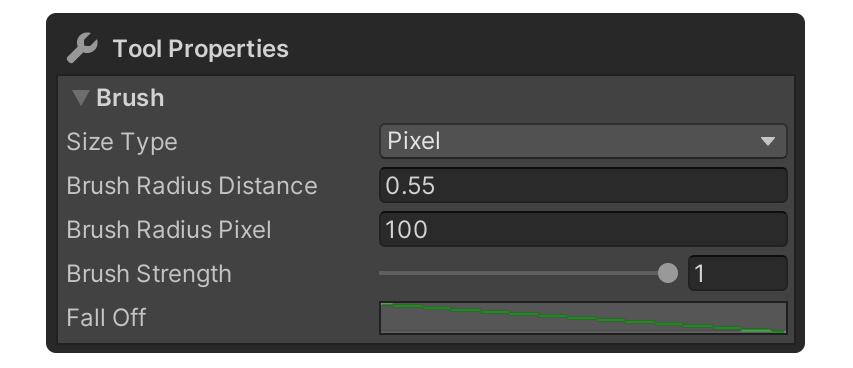 Tool Properties
Brush
Size Type Pixel
Brush Radius Distance 0.55
Brush Radius Pixel 100
Brush Strength 1
Fall Off